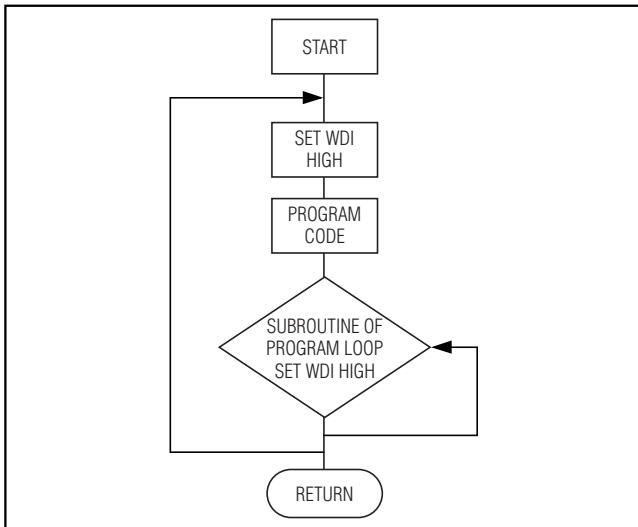 START
SET WDI
HIGH
PROGRAM
CODE
SUBROUTINE OF
PROGRAM LOOP
SET WDI HIGH
RETURN